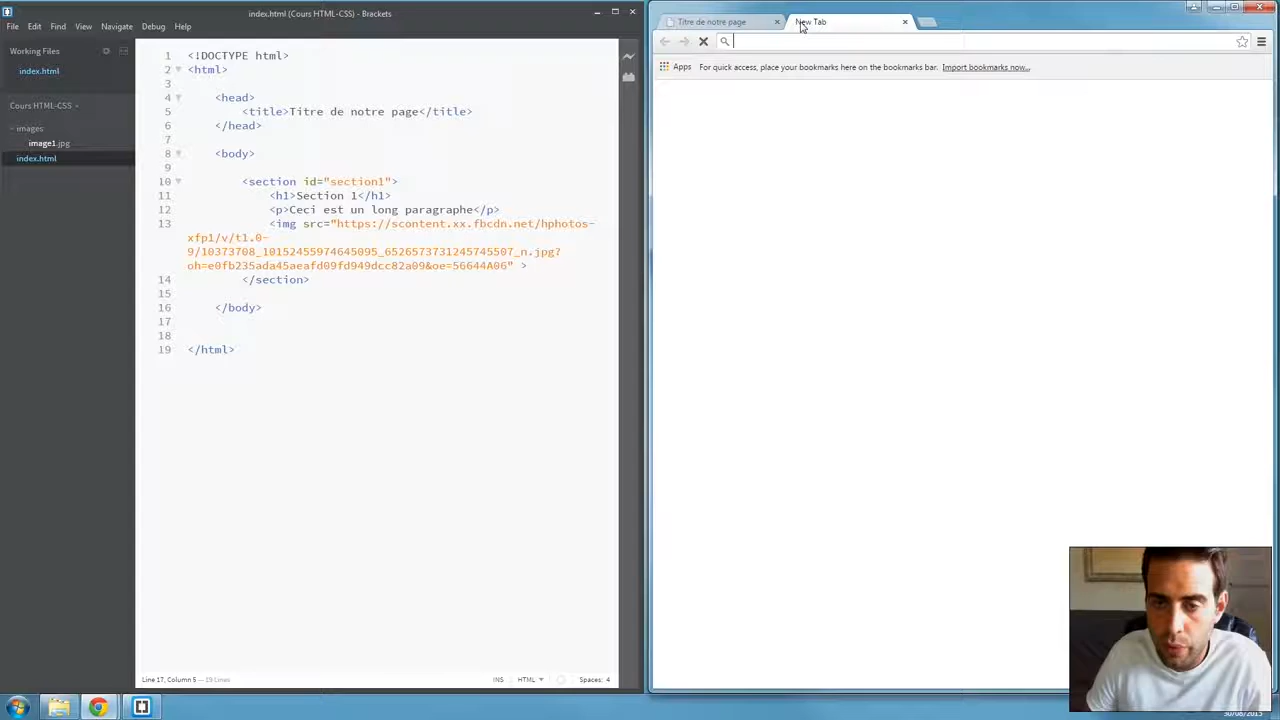 index.html (Cours HTML-CSS) - Brackets
File Edit Find View Navigate Debug Help
Working Files
index.html
Cours HTML-CSS
images
image1.jpg
index.html
1 <!DOCTYPE html>
2 <html>
3
4 <head>
5 <title>Titre de notre page</title>
6 </head>
7
8 <body>
9
10 <section id="section1">
11 <h1>Section 1</h1>
12 <p>Ceci est un long paragraphe</p>
13 <img src="https://scontent.xx.fbcdn.net/hphotos-
xfp1/v/t1.0-
9/10373708_10152455974645095_6526573731245745507_n.jpg?
oh=e0fb235ada45aeafd09fd949dcc82a09&oe=56644A06" >
14 </section>
15
16 </body>
17
18
19 </html>
Line 17, Column 5 — 19 Lines
INS HTML Spaces: 4
Titre de notre page
New Tab
Apps For quick access, place your bookmarks here on the bookmarks bar. Import bookmarks now...
30/08/2015